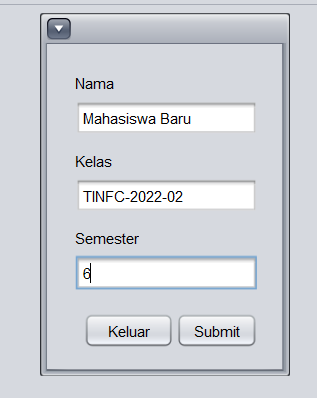 Nama
Mahasiswa Baru
Kelas
TINFC-2022-02
Semester
6
Keluar Submit